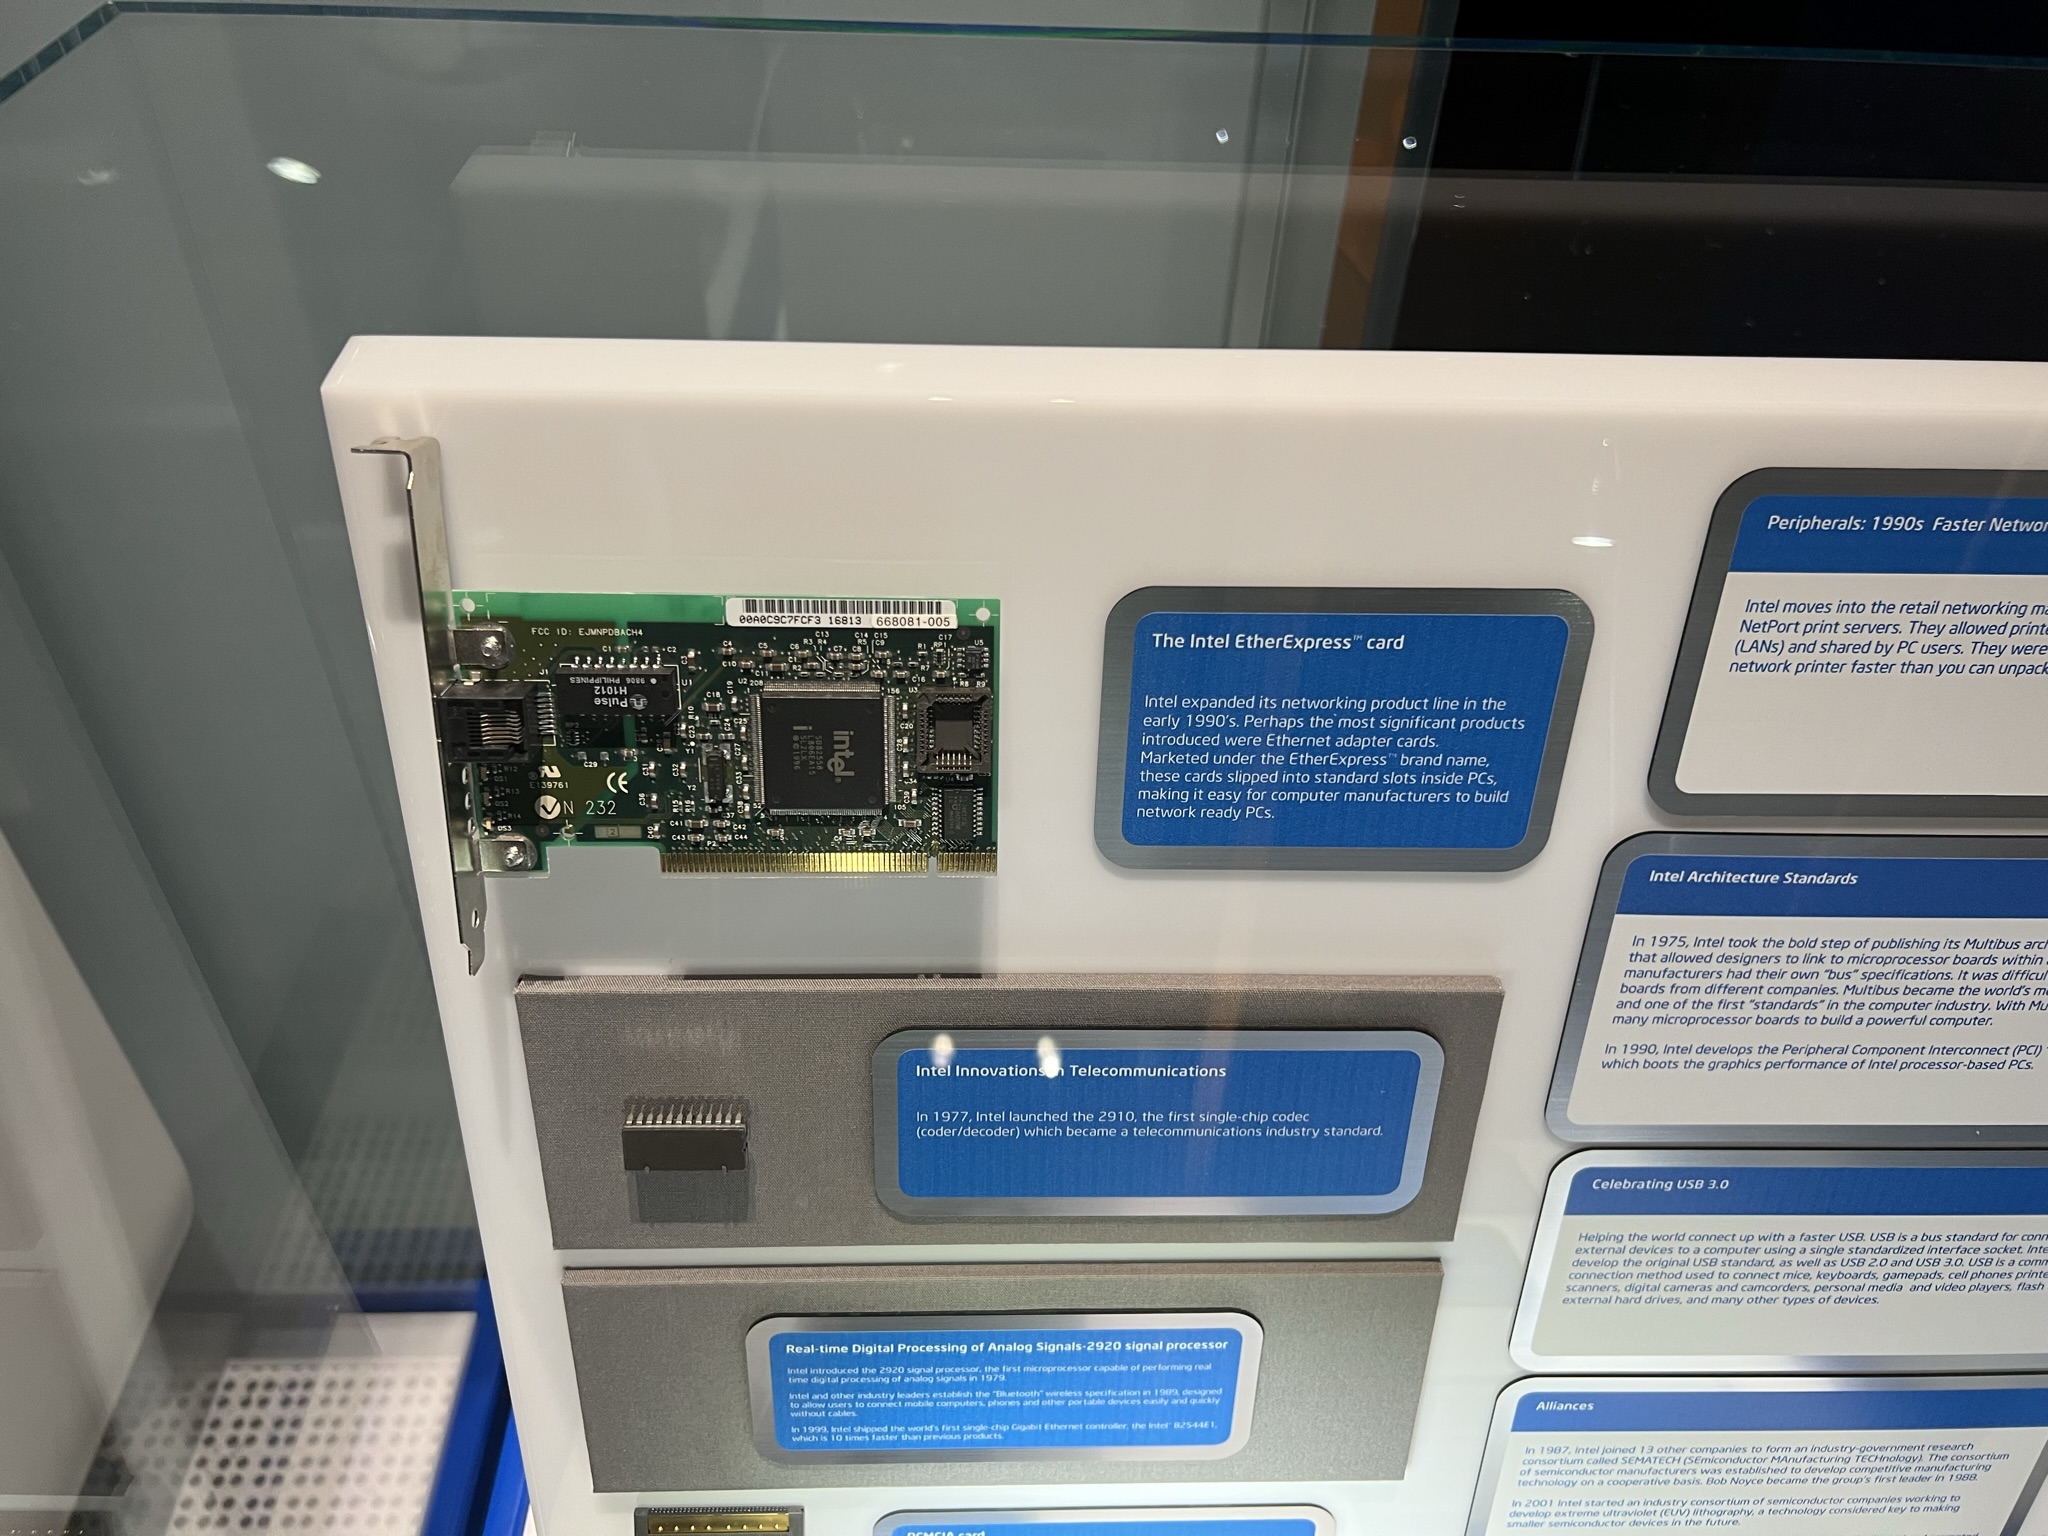 00A0C9C7FCF3 16813 668081-005
FCC ID: EJMNPDBACH4
Pulse
H1012
9806 PHILIPPINES
intel
E139761
CE
N 232
The Intel EtherExpress™ card
Intel expanded its networking product line in the
early 1990's. Perhaps the most significant products
introduced were Ethernet adapter cards.
Marketed under the EtherExpress™ brand name,
these cards slipped into standard slots inside PCs,
making it easy for computer manufacturers to build
network ready PCs.
Intel Innovations Telecommunications
In 1977, Intel launched the 2910, the first single-chip codec
(coder/decoder) which became a telecommunications industry standard.
Real-time Digital Processing of Analog Signals-2920 signal processor
Intel introduced the 2920 signal processor, the first microprocessor capable of performing real
time digital processing of analog signals in 1979.
Intel and other industry leaders establish the "Bluetooth" wireless specification in 1989, designed
to allow users to connect mobile computers, phones and other portable devices easily and quickly
without cables.
In 1999, Intel shipped the world's first single-chip Gigabit Ethernet controller, the Intel® 82544E1,
which is 10 times faster than previous products.
PCMCIA card
Peripherals: 1990s Faster
Intel moves into the retail networking
NetPort print servers. They allowed
(LANs) and shared by PC users. They were
network printer faster than you can
Intel Architecture Standards
In 1975, Intel took the bold step of publishing its Multibus
that allowed designers to link to microprocessor boards within
manufacturers had their own "bus" specifications. It was
boards from different companies. Multibus became the world's
and one of the first "standards" in the computer industry. With
many microprocessor boards to build a powerful computer.
In 1990, Intel develops the Peripheral Component Interconnect (PCI)
which boots the graphics performance of Intel processor-based PCs.
Celebrating USB 3.0
Helping the world connect up with a faster USB. USB is a bus standard for
external devices to a computer using a single standardized interface socket.
develop the original USB standard, as well as USB 2.0 and USB 3.0. USB is a
connection method used to connect mice, keyboards, gamepads, cell phones
scanners, digital cameras and camcorders, personal media and video players, flash
external hard drives, and many other types of devices.
Alliances
In 1987, Intel joined 13 other companies to form an industry-government research
consortium called SEMATECH (SEmiconductor MAnufacturing TECHnology). The consortium
of semiconductor manufacturers was established to develop competitive manufacturing
technology on a cooperative basis. Bob Noyce became the group's first leader in 1988.
In 2001 Intel started an industry consortium of semiconductor companies working to
develop extreme ultraviolet (EUV) lithography, a technology considered key to making
smaller semiconductor devices in the future.